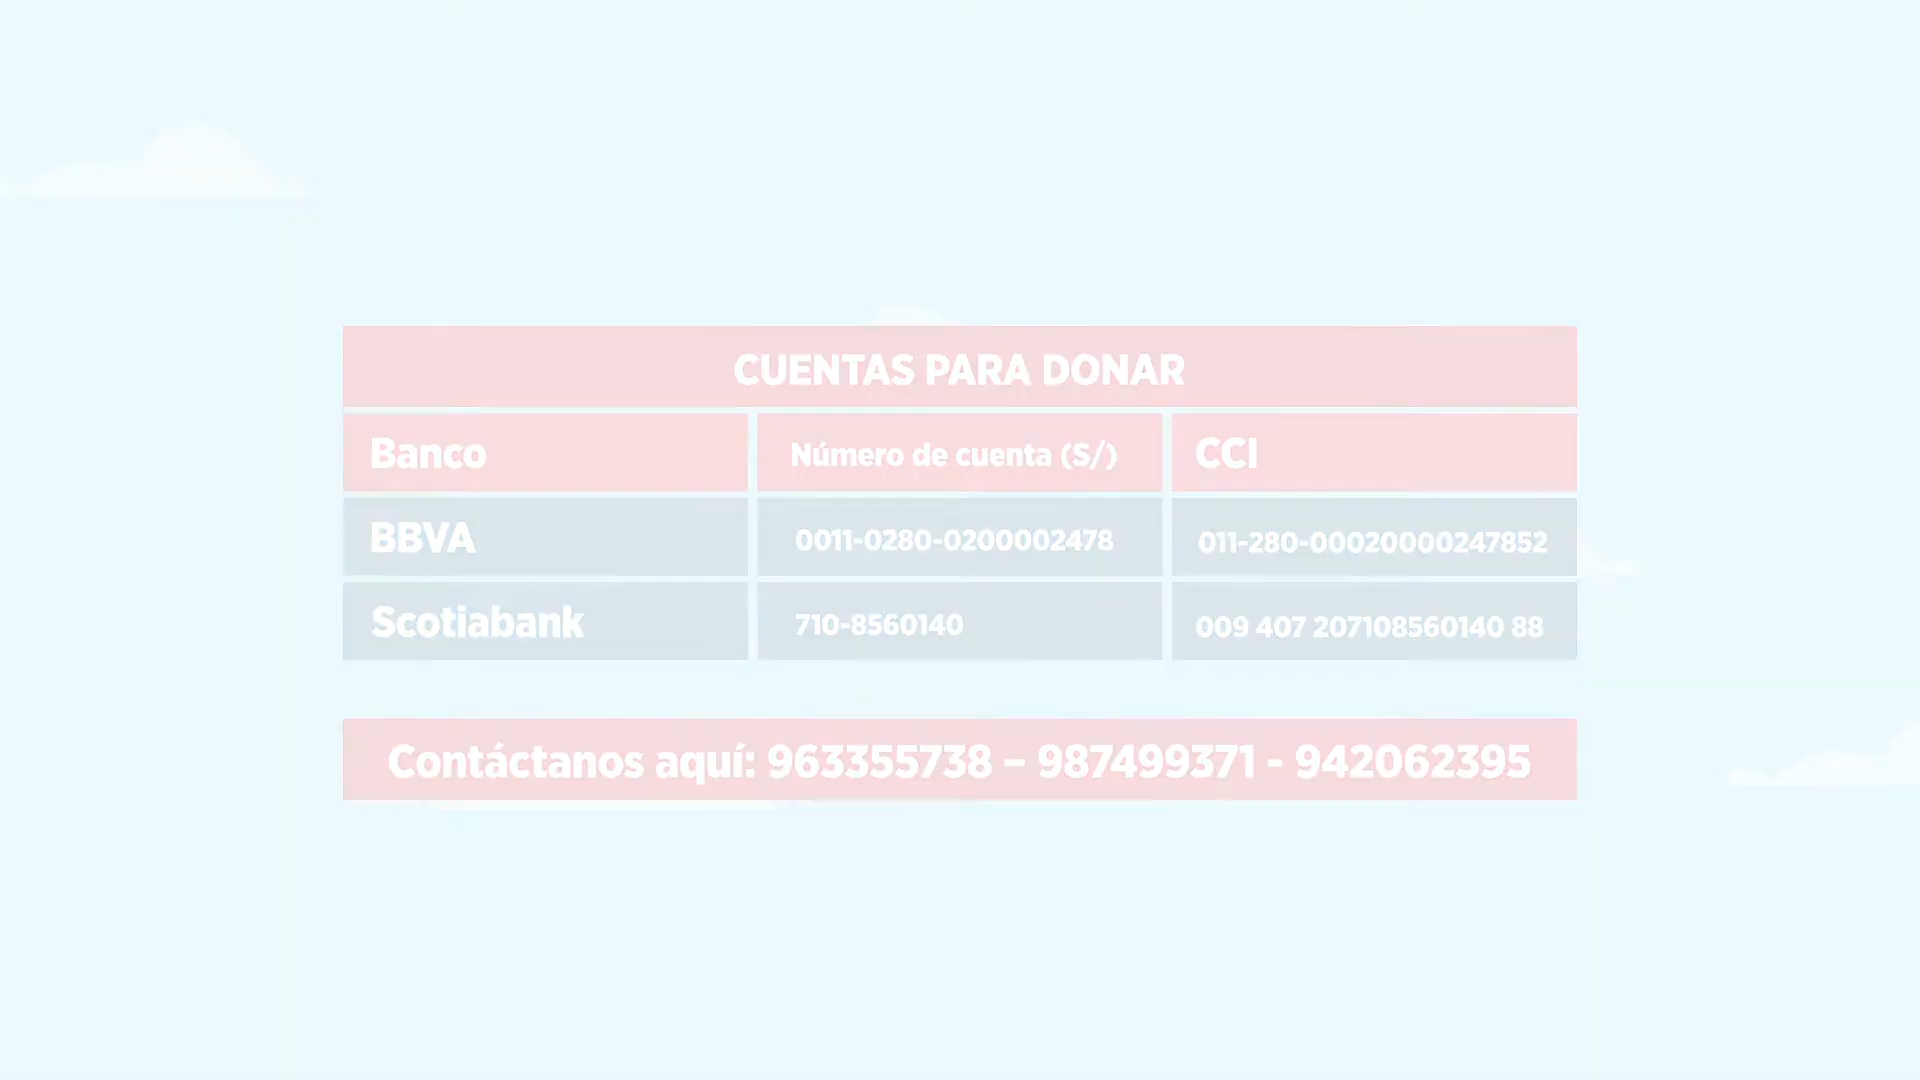 CUENTAS PARA DONAR
Banco Número de cuenta (S/) CCI
BBVA 0011-0280-0200002478 011-280-00020000247852
Scotiabank 710-8560140 009 407 207108560140 88
Contáctanos aquí: 963355738 – 987499371 - 942062395